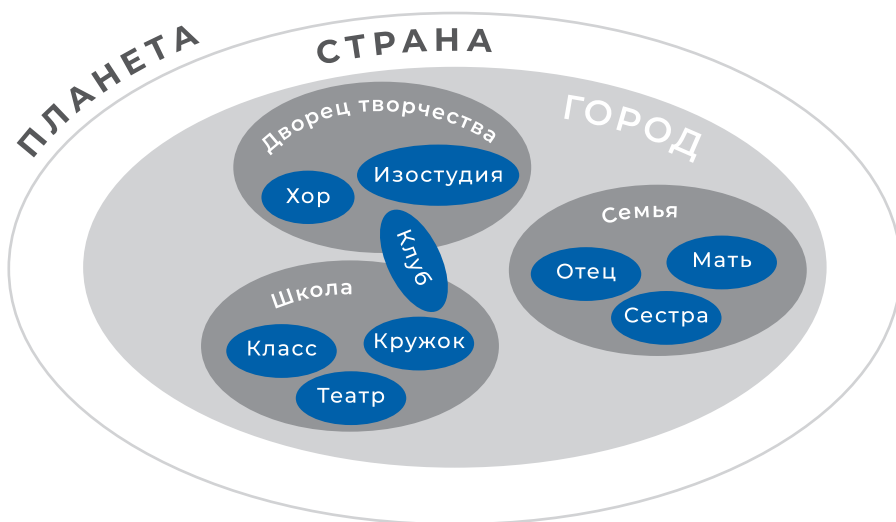 ПЛАНЕТА
СТРАНА
ГОРОД
Дворец творчества
Хор
Изостудия
Клуб
Школа
Класс
Кружок
Театр
Семья
Отец
Мать
Сестра